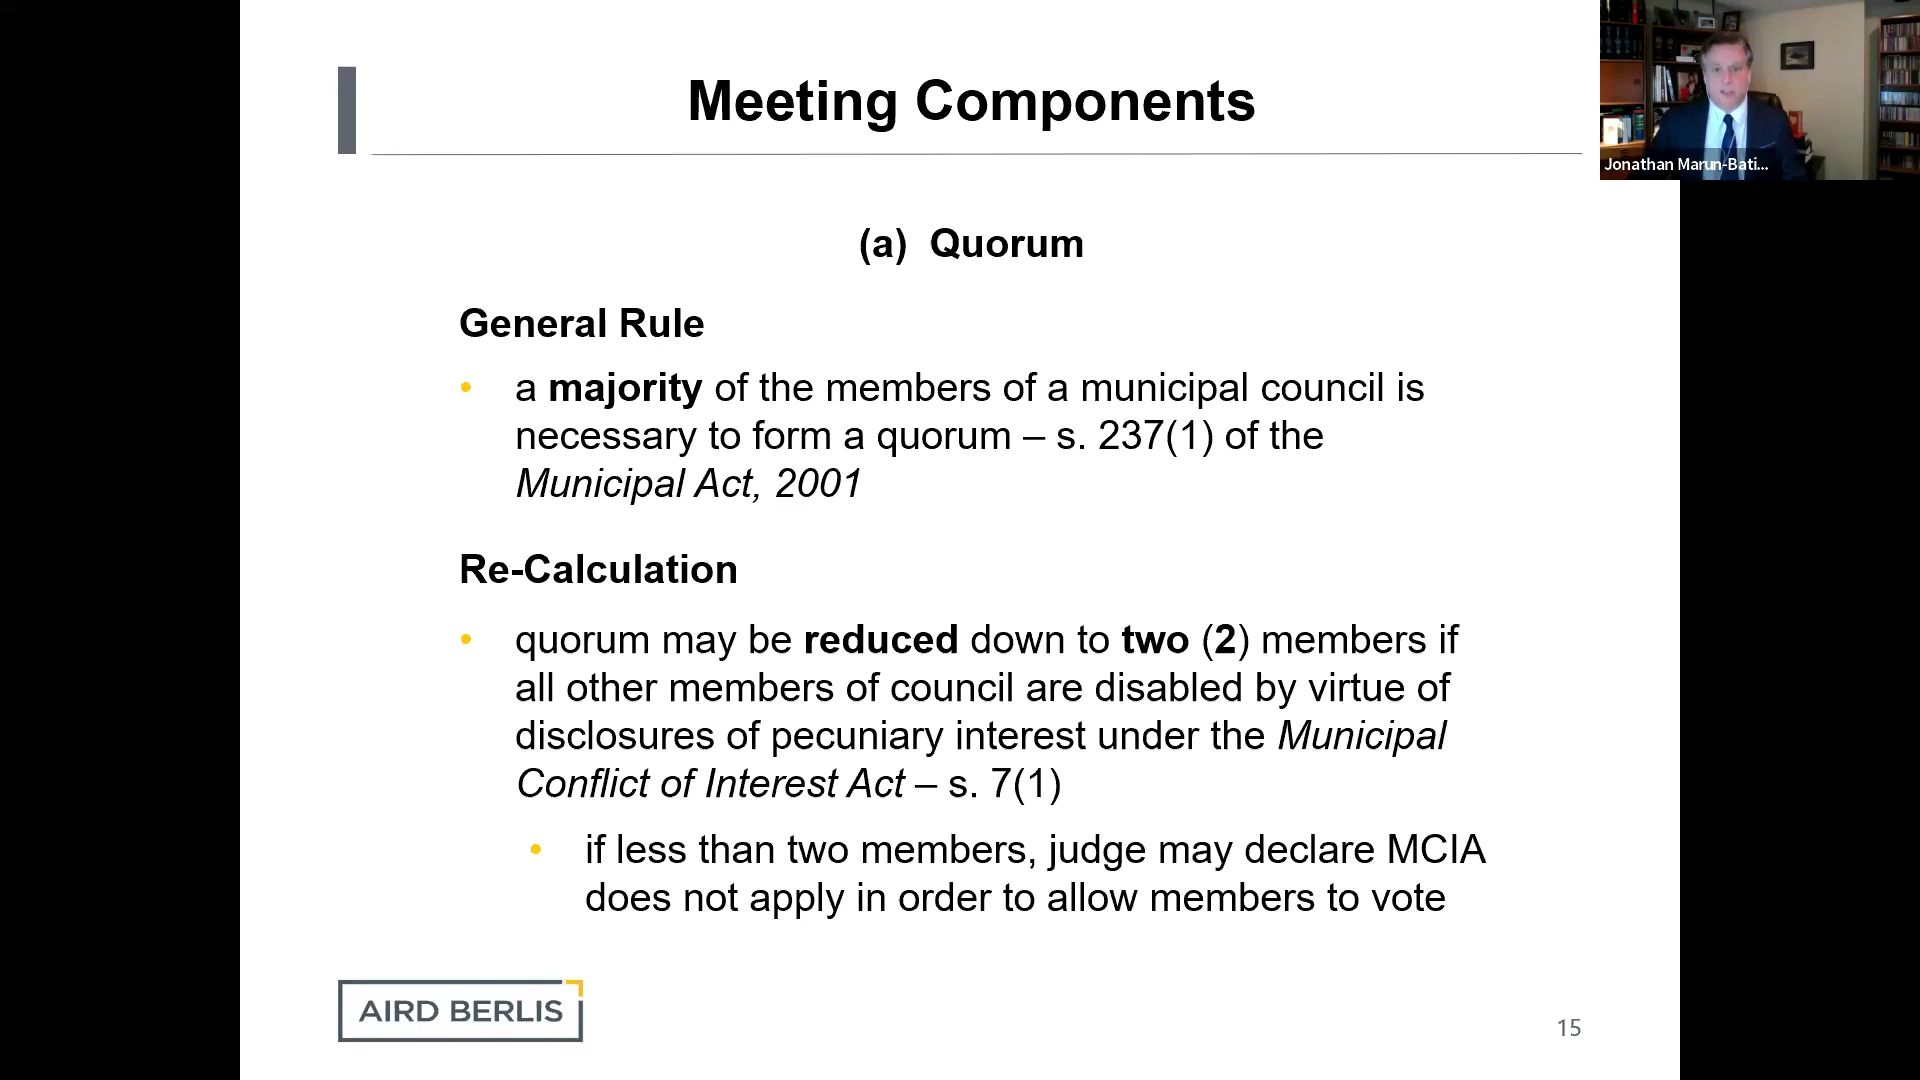 Meeting Components
Jonathan Marun-Bati...
(a) Quorum
General Rule
• a majority of the members of a municipal council is
necessary to form a quorum – s. 237(1) of the
Municipal Act, 2001
Re-Calculation
• quorum may be reduced down to two (2) members if
all other members of council are disabled by virtue of
disclosures of pecuniary interest under the Municipal
Conflict of Interest Act – s. 7(1)
• if less than two members, judge may declare MCIA
does not apply in order to allow members to vote
AIRD BERLIS
15